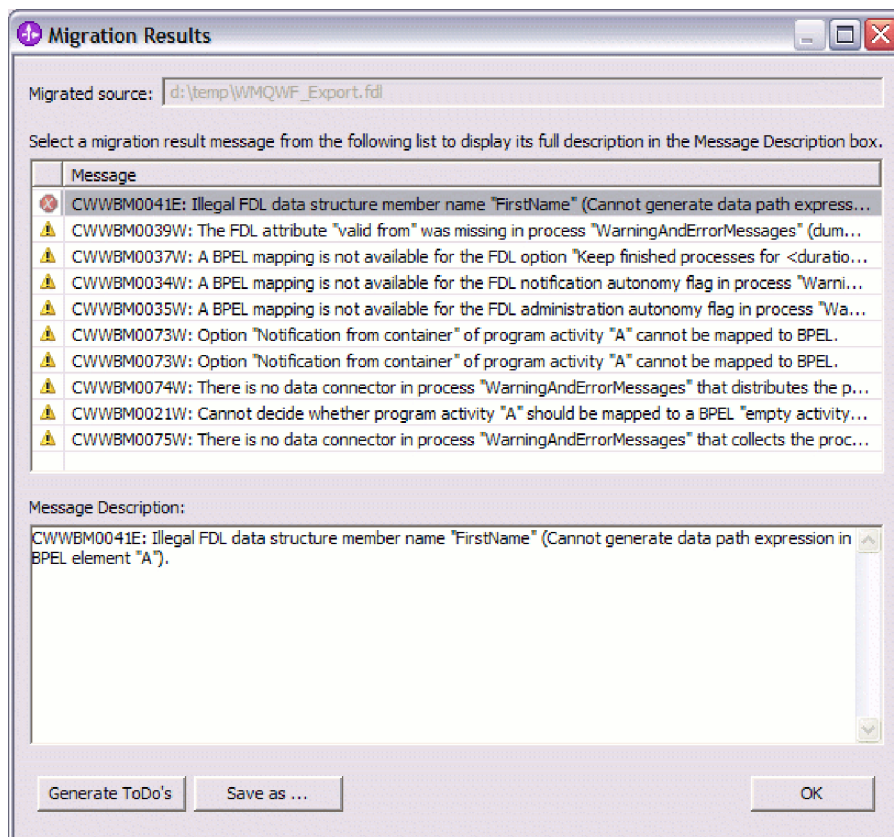 Migration Results
Migrated source: d:\temp\WMQWF_Export.fdl
Select a migration result message from the following list to display its full description in the Message Description box.
Message
CWWBM0041E: Illegal FDL data structure member name "FirstName" (Cannot generate data path express...
CWWBM0039W: The FDL attribute "valid from" was missing in process "WarningAndErrorMessages" (dum...
CWWBM0037W: A BPEL mapping is not available for the FDL option "Keep finished processes for <duratio...
CWWBM0034W: A BPEL mapping is not available for the FDL notification autonomy flag in process "Warni...
CWWBM0035W: A BPEL mapping is not available for the FDL administration autonomy flag in process "Wa...
CWWBM0073W: Option "Notification from container" of program activity "A" cannot be mapped to BPEL.
CWWBM0073W: Option "Notification from container" of program activity "A" cannot be mapped to BPEL.
CWWBM0074W: There is no data connector in process "WarningAndErrorMessages" that distributes the p...
CWWBM0021W: Cannot decide whether program activity "A" should be mapped to a BPEL "empty activity...
CWWBM0075W: There is no data connector in process "WarningAndErrorMessages" that collects the proc...
Message Description:
CWWBM0041E: Illegal FDL data structure member name "FirstName" (Cannot generate data path expression in
BPEL element "A").
Generate ToDo's Save as ... OK